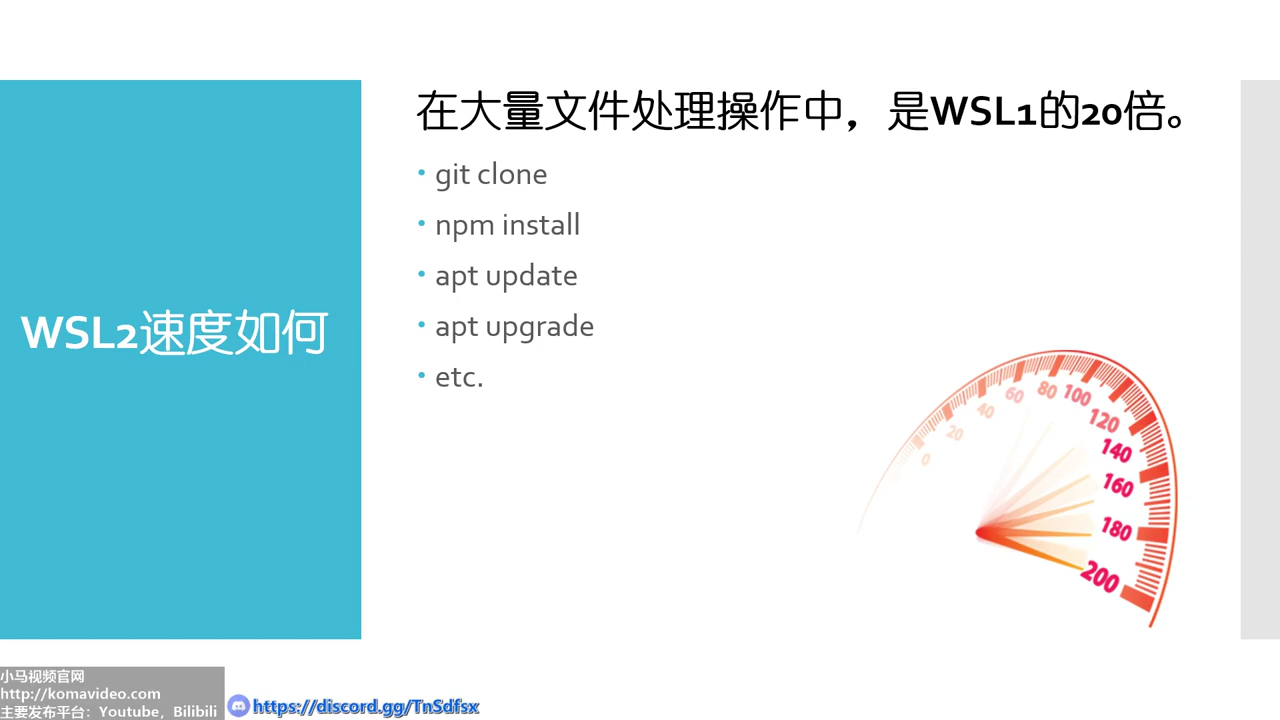 在大量文件处理操作中，是WSL1的20倍。
• git clone
• npm install
• apt update
• apt upgrade
• etc.
WSL2速度如何
0
20
40
60
80
100
120
140
160
180
200
小马视频官网
http://komavideo.com
主要发布平台：Youtube，Bilibili
https://discord.gg/TnSdfsx